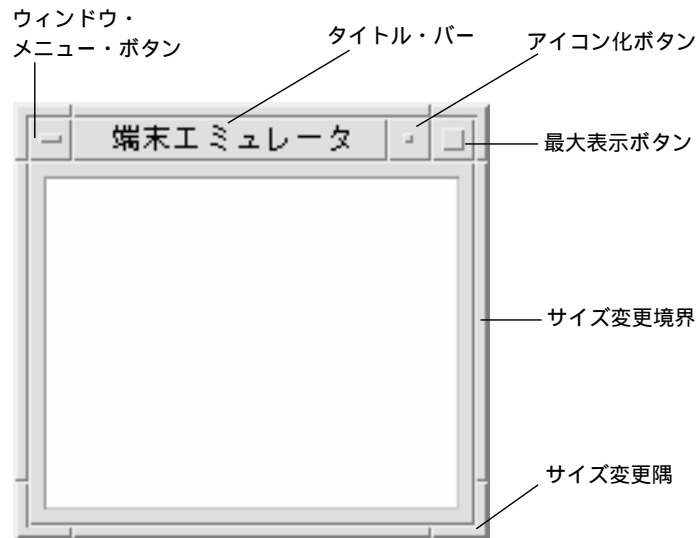 ウィンドウ・
メニュー・ボタン
タイトル・バー
アイコン化ボタン
端末エミュレータ
最大表示ボタン
サイズ変更境界
サイズ変更隅